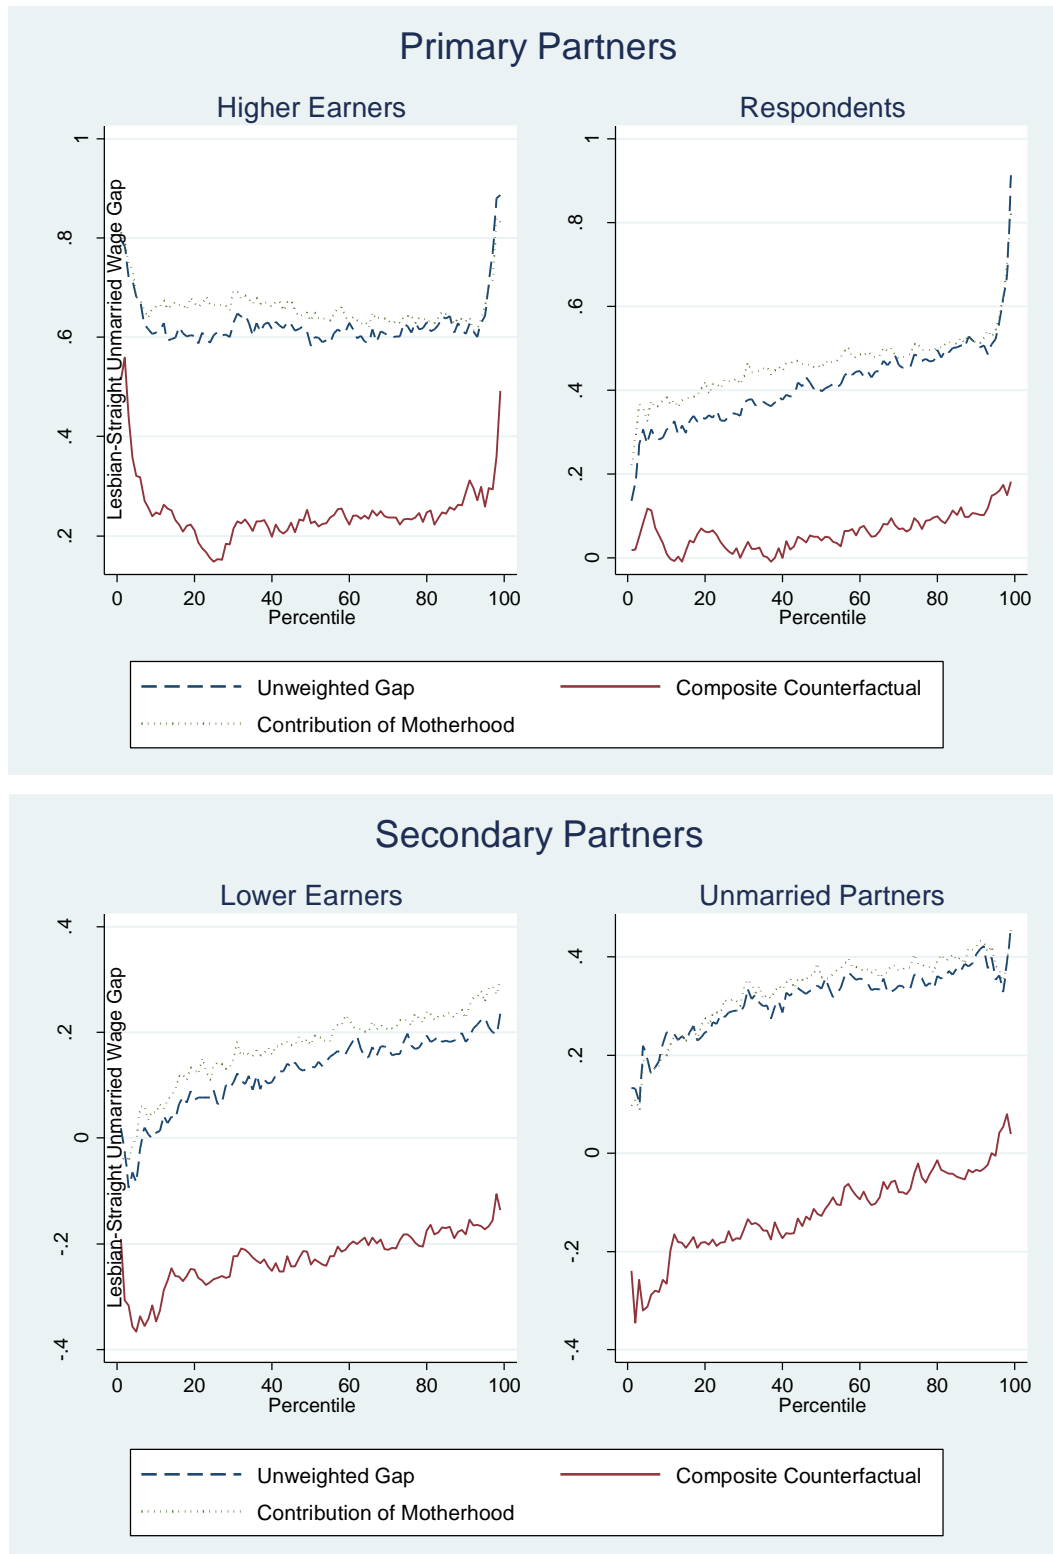 Primary Partners
Higher Earners
Respondents
Lesbian-Straight Unmarried Wage Gap
1
.8
.6
.4
.2
0 20 40 60 80 100
Percentile
1
.8
.6
.4
.2
0
0 20 40 60 80 100
Percentile
Unweighted Gap
Composite Counterfactual
Contribution of Motherhood
Secondary Partners
Lower Earners
Unmarried Partners
Lesbian-Straight Unmarried Wage Gap
.4
.2
0
-.2
-.4
0 20 40 60 80 100
Percentile
.4
.2
0
-.2
-.4
0 20 40 60 80 100
Percentile
Unweighted Gap
Composite Counterfactual
Contribution of Motherhood